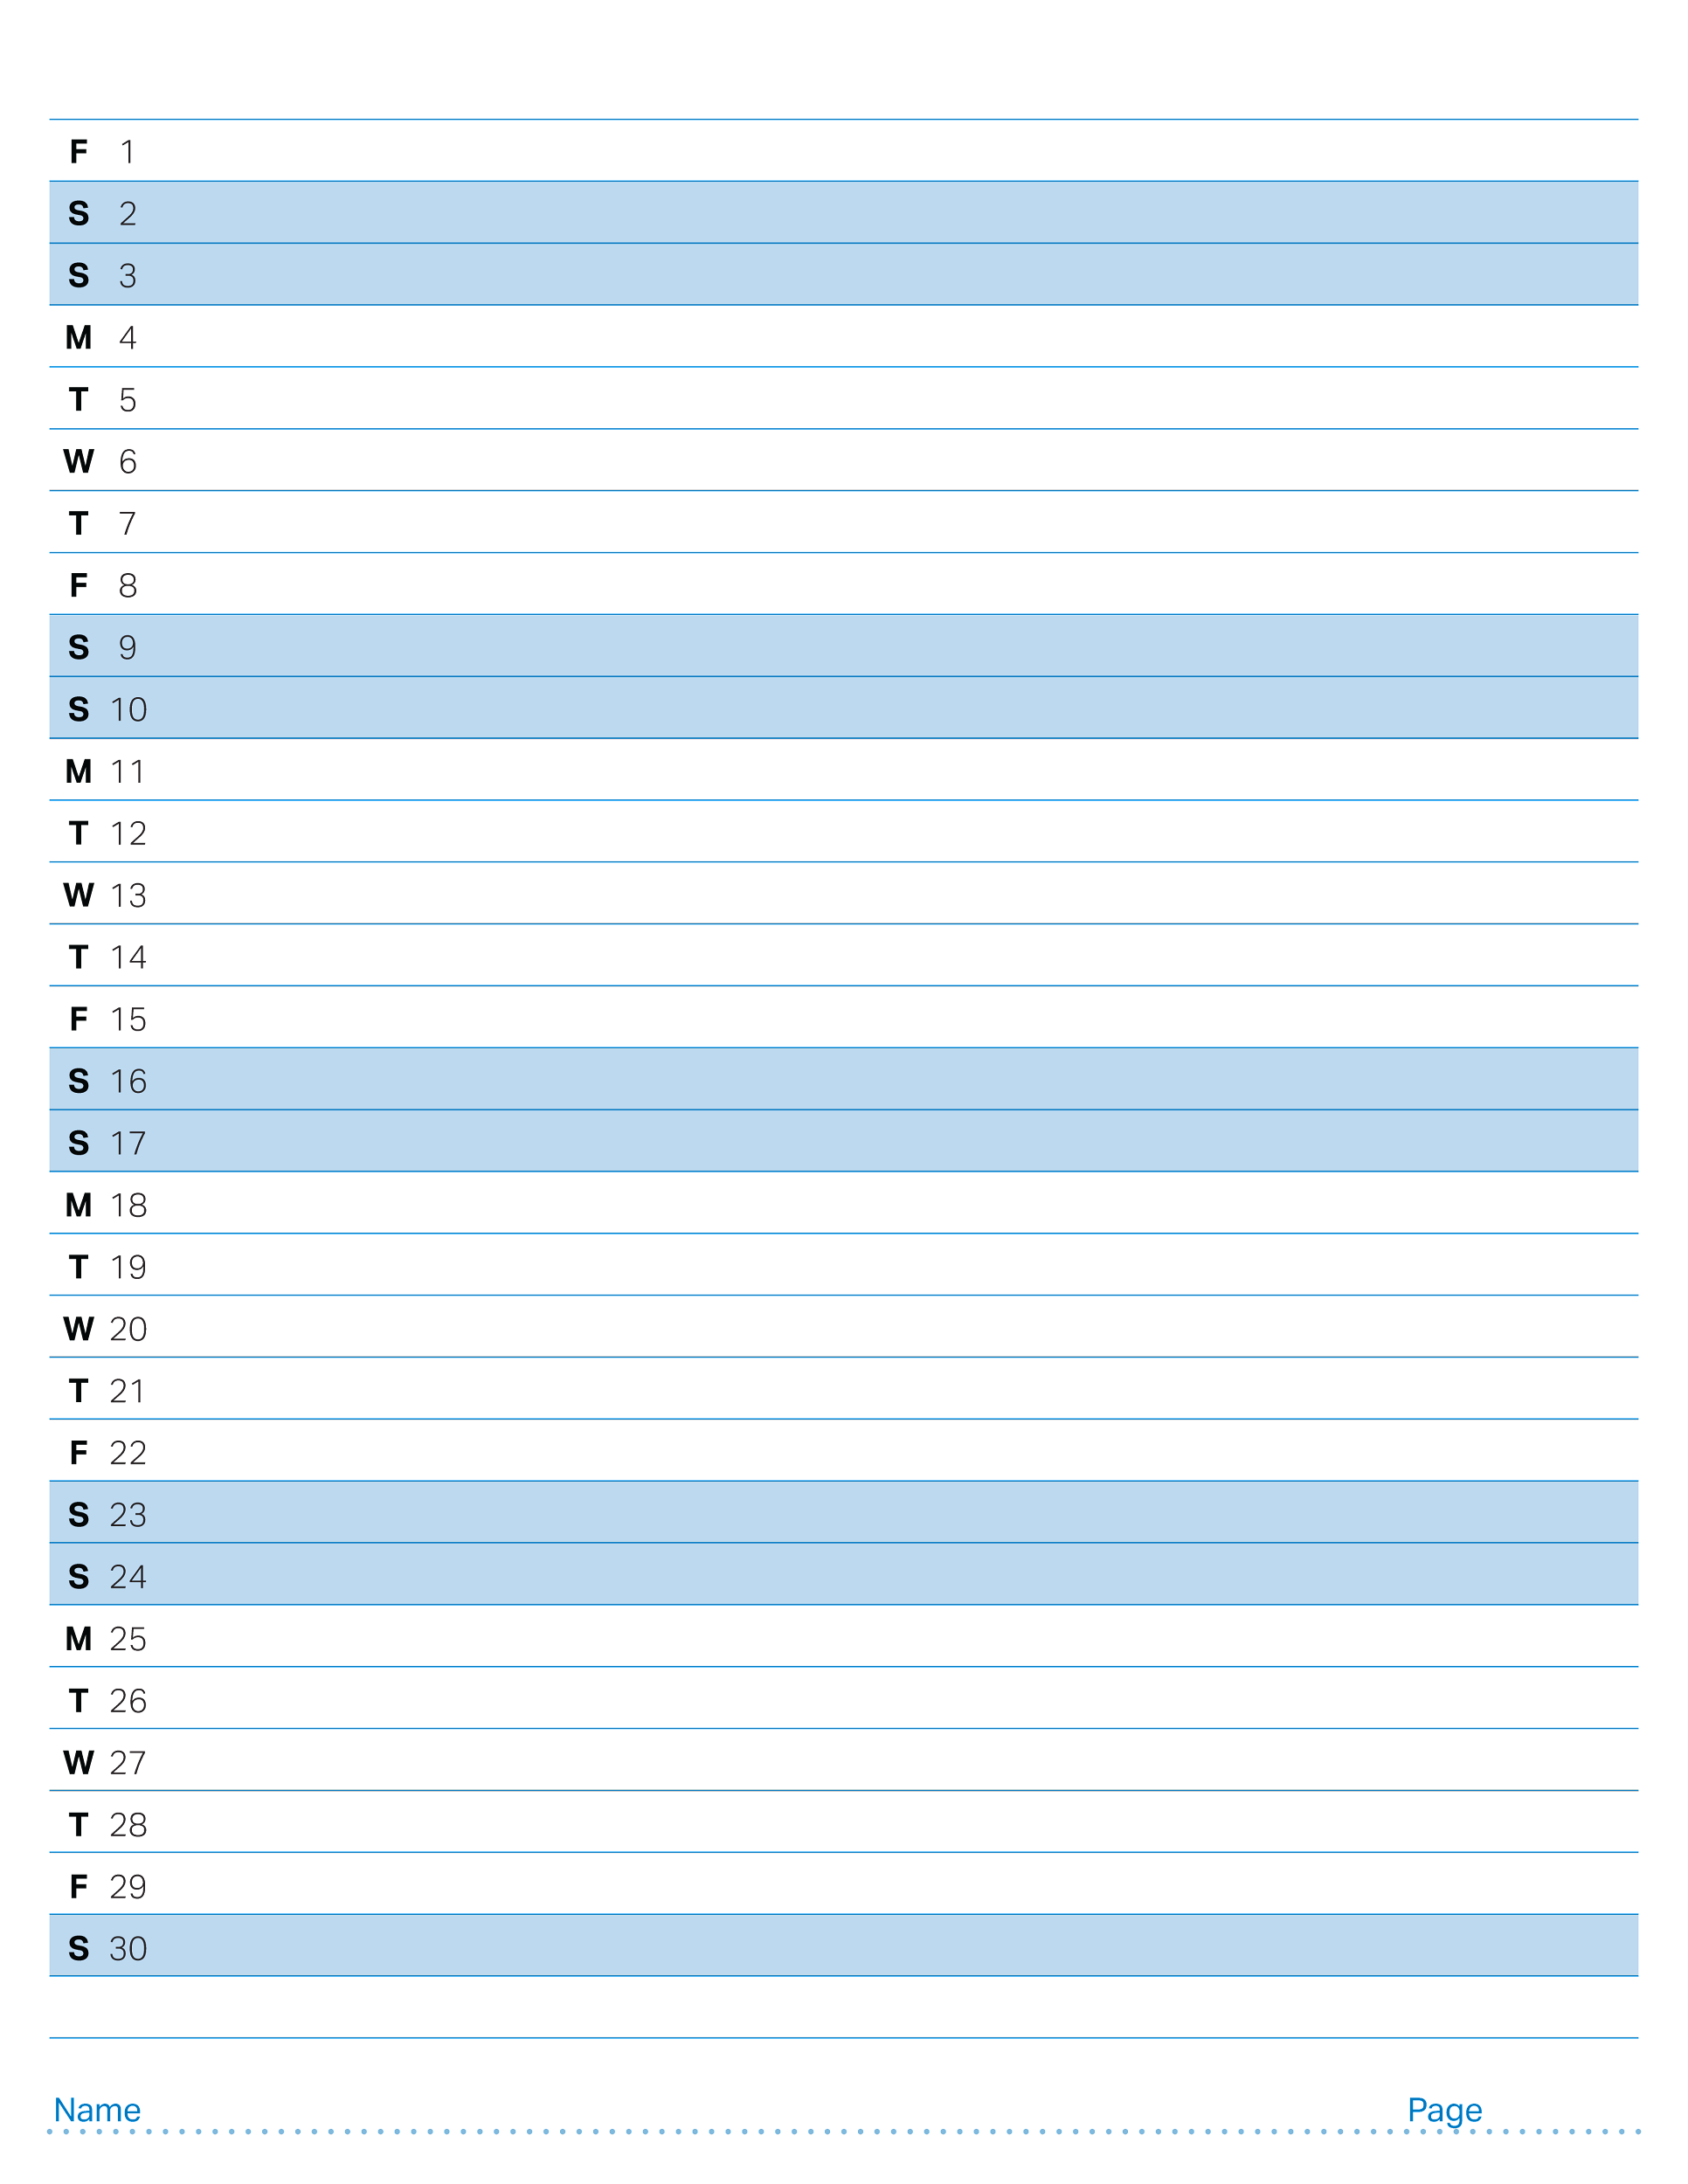 F 1
S 2
S 3
M 4
T 5
W 6
T 7
F 8
S 9
S 10
M 11
T 12
W 13
T 14
F 15
S 16
S 17
M 18
T 19
W 20
T 21
F 22
S 23
S 24
M 25
T 26
W 27
T 28
F 29
S 30
Name Page